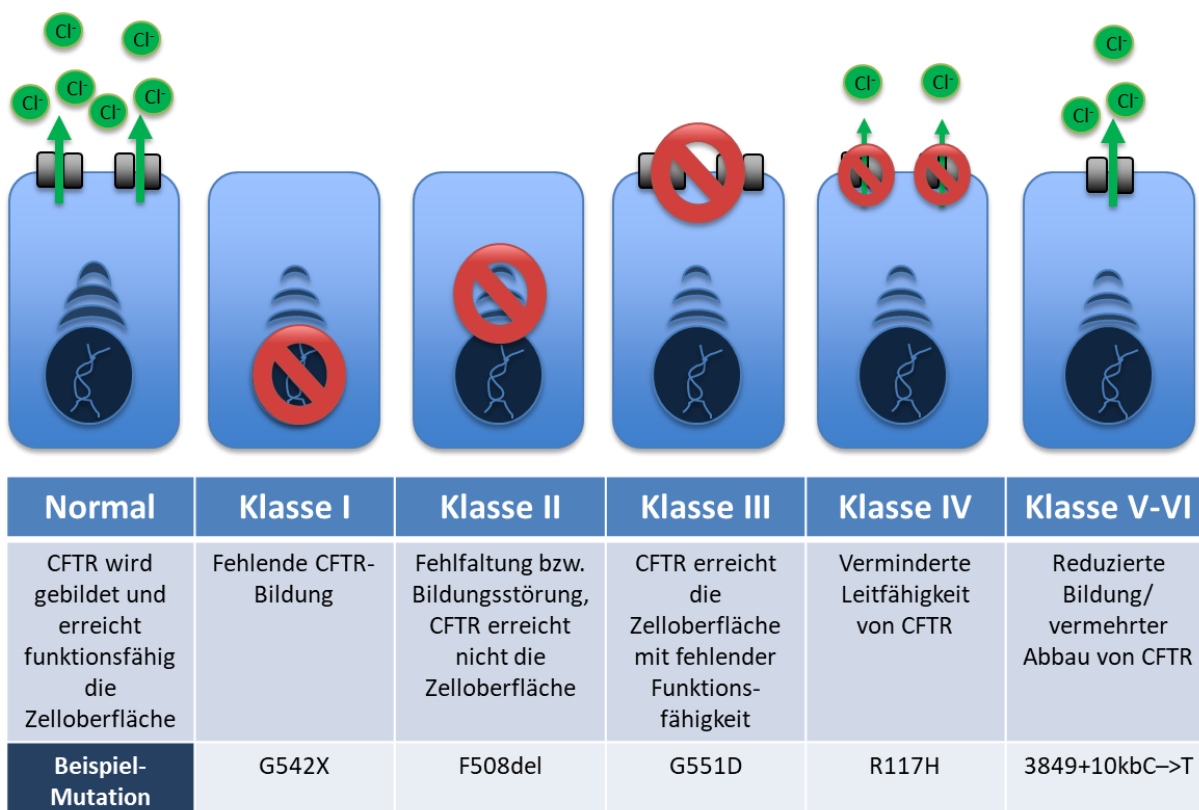 Cl-
Cl-
Cl-
Cl-
Cl-
Cl-
Cl-
Cl-
Cl-
Cl-
Cl-
Normal
Klasse I
Klasse II
Klasse III
Klasse IV
Klasse V-VI
CFTR wird
gebildet und
erreicht
funktionsfähig
die
Zelloberfläche
Fehlende CFTR-
Bildung
Fehlfaltung bzw.
Bildungsstörung,
CFTR erreicht
nicht die
Zelloberfläche
CFTR erreicht
die
Zelloberfläche
mit fehlender
Funktions-
fähigkeit
Verminderte
Leitfähigkeit
von CFTR
Reduzierte
Bildung/
vermehrter
Abbau von CFTR
Beispiel-
Mutation
G542X
F508del
G551D
R117H
3849+10kbC–>T